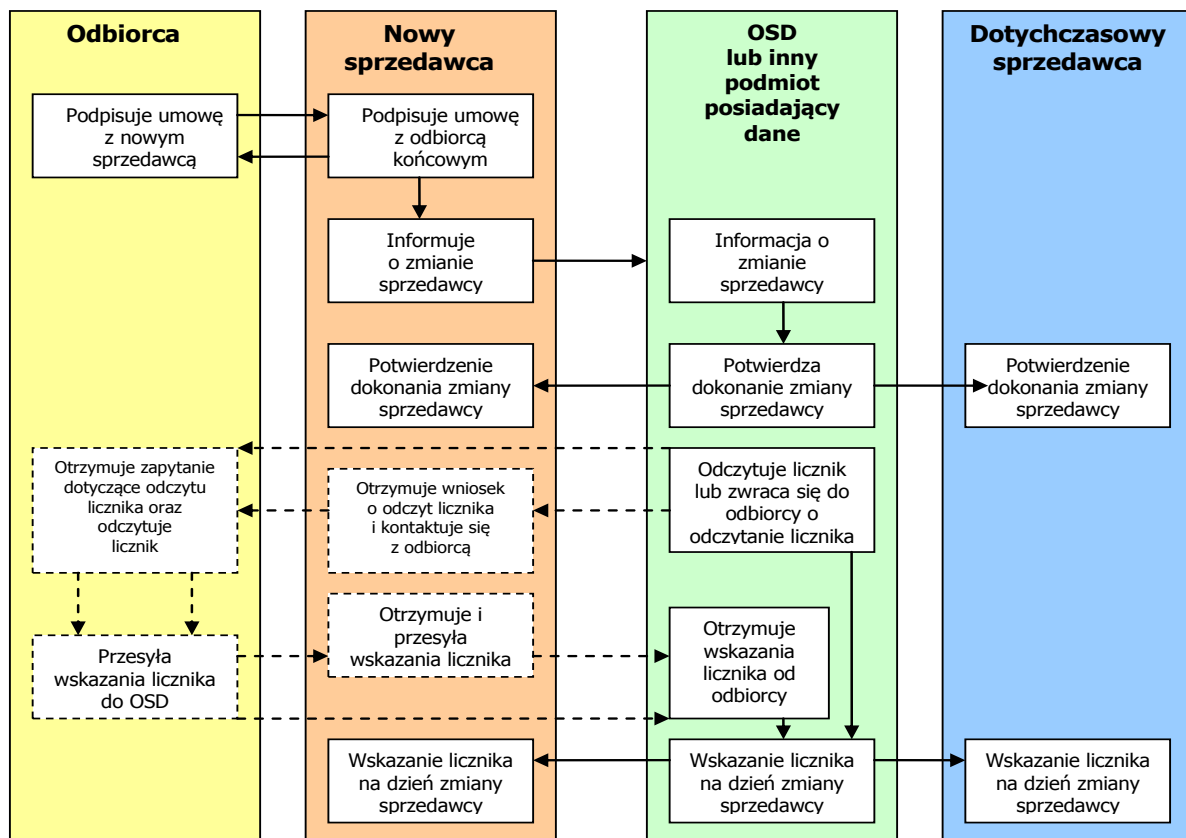 Odbiorca
Nowy
sprzedawca
OSD
lub inny
podmiot
posiadający
dane
Dotychczasowy
sprzedawca
Podpisuje umowę
z nowym
sprzedawcą
Podpisuje umowę
z odbiorcą
końcowym
Informuje
o zmianie
sprzedawcy
Informacja o
zmianie
sprzedawcy
Potwierdzenie
dokonania zmiany
sprzedawcy
Potwierdza
dokonanie zmiany
sprzedawcy
Potwierdzenie
dokonania zmiany
sprzedawcy
Otrzymuje zapytanie
dotyczące odczytu
licznika oraz
odczytuje
licznik
Otrzymuje wniosek
o odczyt licznika
i kontaktuje się
z odbiorcą
Odczytuje licznik
lub zwraca się do
odbiorcy o
odczytanie licznika
Przesyła
wskazania licznika
do OSD
Otrzymuje i
przesyła
wskazania licznika
Otrzymuje
wskazania
licznika od
odbiorcy
Wskazanie licznika
na dzień zmiany
sprzedawcy
Wskazanie licznika
na dzień zmiany
sprzedawcy
Wskazanie licznika
na dzień zmiany
sprzedawcy